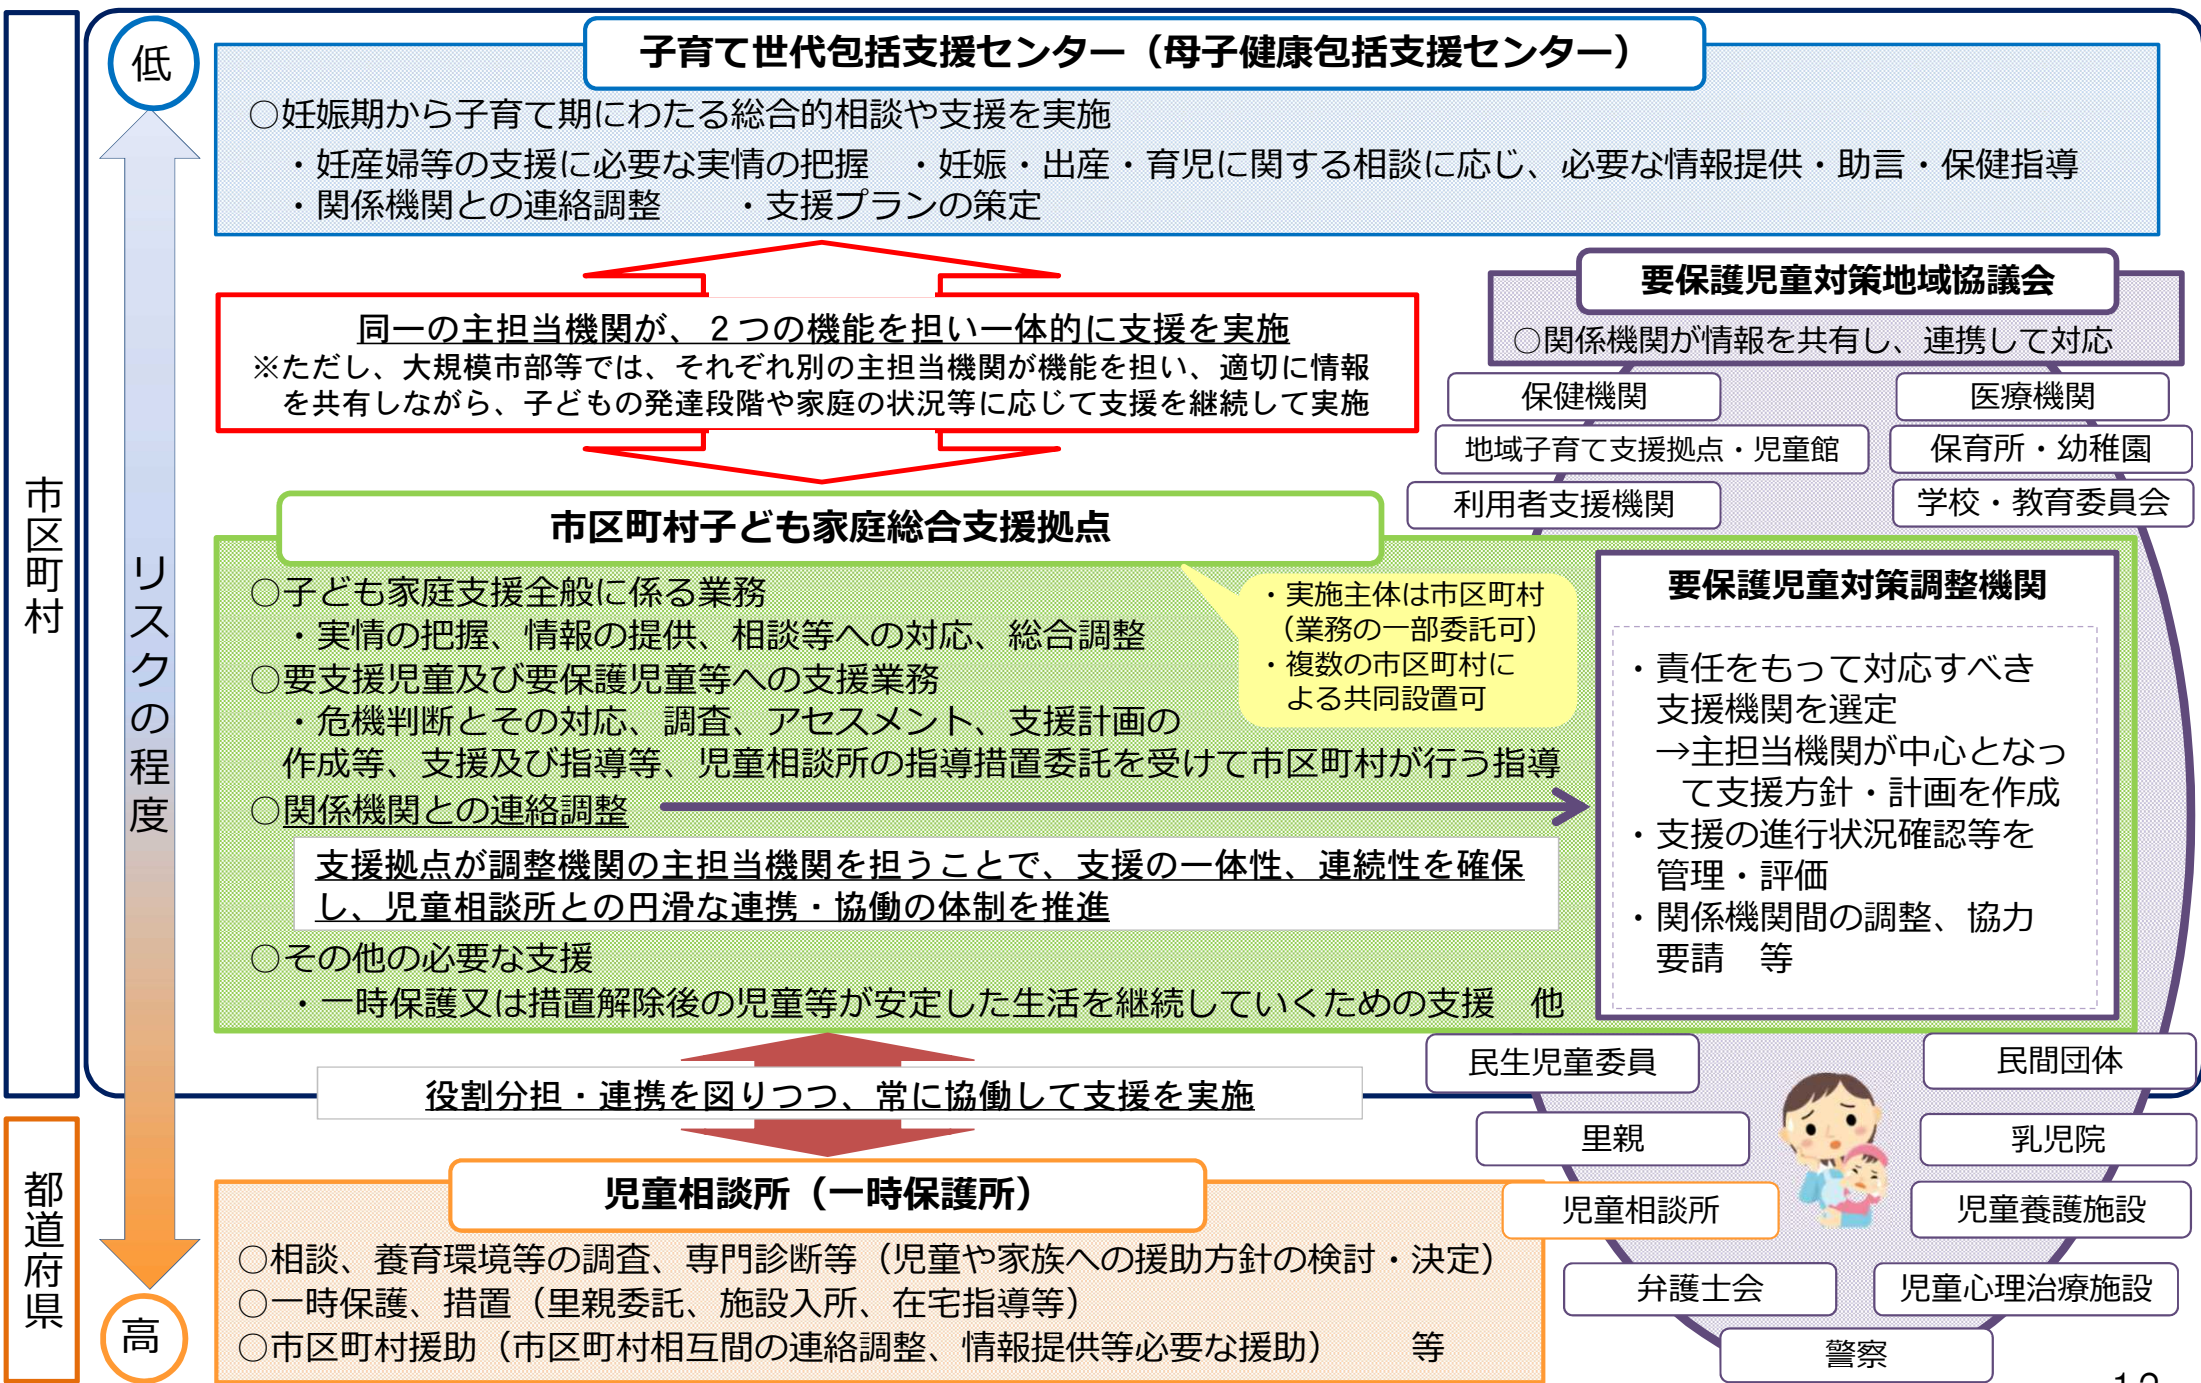 市区町村
都道府県
低
リスクの程度
高
子育て世代包括支援センター（母子健康包括支援センター）
○妊娠期から子育て期にわたる総合的相談や支援を実施
・妊産婦等の支援に必要な実情の把握　・妊娠・出産・育児に関する相談に応じ、必要な情報提供・助言・保健指導
・関係機関との連絡調整　　・支援プランの策定
同一の主担当機関が、２つの機能を担い一体的に支援を実施
※ただし、大規模市部等では、それぞれ別の主担当機関が機能を担い、適切に情報
を共有しながら、子どもの発達段階や家庭の状況等に応じて支援を継続して実施
市区町村子ども家庭総合支援拠点
○子ども家庭支援全般に係る業務
・実情の把握、情報の提供、相談等への対応、総合調整
○要支援児童及び要保護児童等への支援業務
・危機判断とその対応、調査、アセスメント、支援計画の
作成等、支援及び指導等、児童相談所の指導措置委託を受けて市区町村が行う指導
○関係機関との連絡調整
支援拠点が調整機関の主担当機関を担うことで、支援の一体性、連続性を確保
し、児童相談所との円滑な連携・協働の体制を推進
○その他の必要な支援
・一時保護又は措置解除後の児童等が安定した生活を継続していくための支援　他
・実施主体は市区町村
（業務の一部委託可）
・複数の市区町村に
よる共同設置可
要保護児童対策調整機関
・責任をもって対応すべき
支援機関を選定
→主担当機関が中心となっ
て支援方針・計画を作成
・支援の進行状況確認等を
管理・評価
・関係機関間の調整、協力
要請　等
役割分担・連携を図りつつ、常に協働して支援を実施
児童相談所（一時保護所）
○相談、養育環境等の調査、専門診断等（児童や家族への援助方針の検討・決定）
○一時保護、措置（里親委託、施設入所、在宅指導等）
○市区町村援助（市区町村相互間の連絡調整、情報提供等必要な援助）　　等
要保護児童対策地域協議会
○関係機関が情報を共有し、連携して対応
保健機関
医療機関
地域子育て支援拠点・児童館
保育所・幼稚園
利用者支援機関
学校・教育委員会
民生児童委員
民間団体
里親
乳児院
児童相談所
児童養護施設
弁護士会
児童心理治療施設
警察